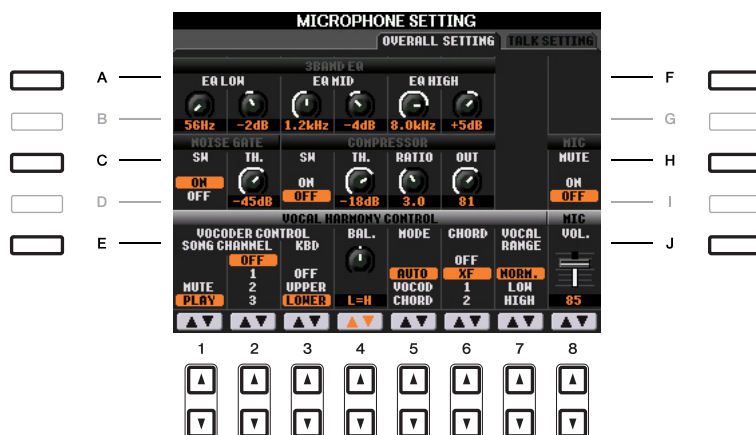 MICROPHONE SETTING
OVERALL SETTING TALK SETTING
3BAND EQ
EQ LOW EQ MID EQ HIGH
56Hz -2dB 1.2kHz -4dB 8.0kHz +5dB
NOISE GATE COMPRESSOR MIC
SW TH. SW TH. RATIO OUT MUTE
ON ON ON
OFF -45dB OFF -18dB 3.0 81 OFF
VOCAL HARMONY CONTROL MIC
VOCODER CONTROL BAL. MODE CHORD VOCAL RANGE VOL.
SONG CHANNEL KBD
OFF
1 OFF OFF AUTO XF NORM.
MUTE 2 UPPER VOCOD 1 LOW
PLAY 3 LOWER L=H CHORD 2 HIGH 85
A
B
C
D
E
F
G
H
I
J
1 2 3 4 5 6 7 8